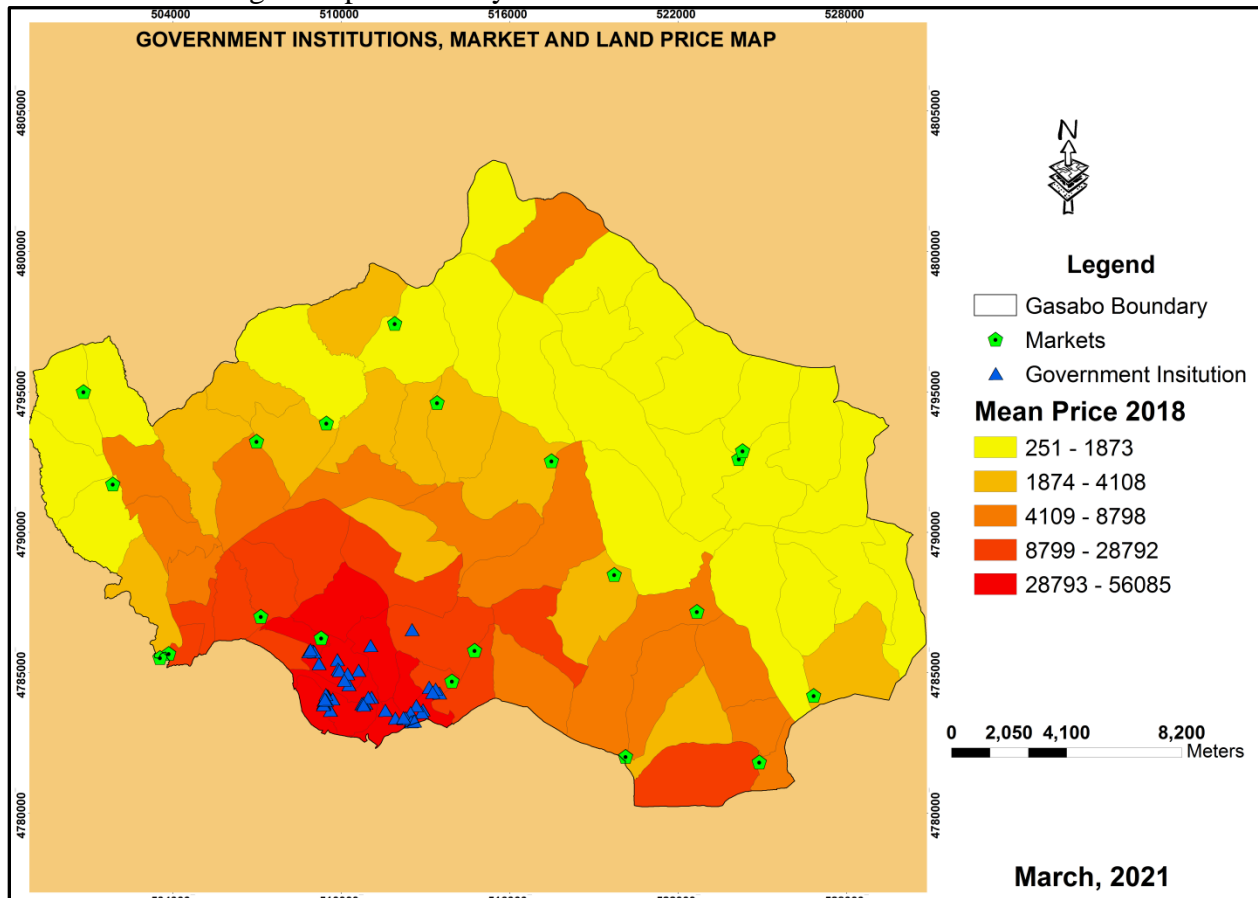 504000 510000 516000 522000 528000
GOVERNMENT INSTITUTIONS, MARKET AND LAND PRICE MAP
4805000 4805000
N
4800000 4800000
Legend
Gasabo Boundary
Markets
Government Insitution
4795000 4795000
Mean Price 2018
251 - 1873
1874 - 4108
4109 - 8798
8799 - 28792
28793 - 56085
4790000 4790000
4785000 4785000
0 2,050 4,100 8,200
Meters
4780000 4780000
March, 2021